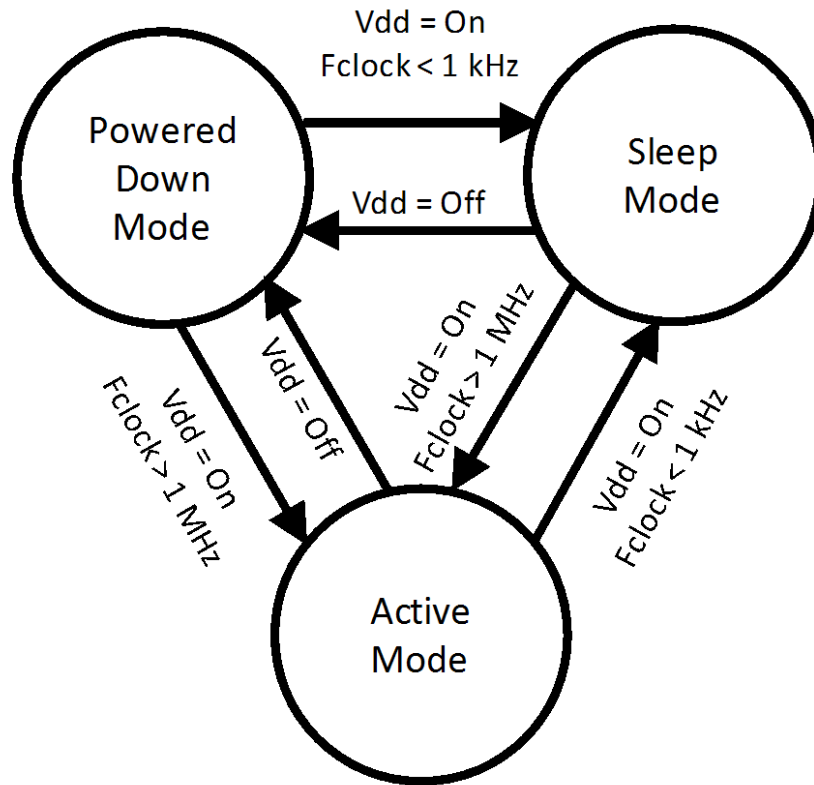 Vdd = On
Fclock < 1 kHz
Powered
Down
Mode
Sleep
Mode
Vdd = Off
Vdd = On
Fclock > 1 MHz
Vdd = Off
Vdd = On
Fclock > 1 MHz
Vdd = On
Fclock < 1 kHz
Active
Mode